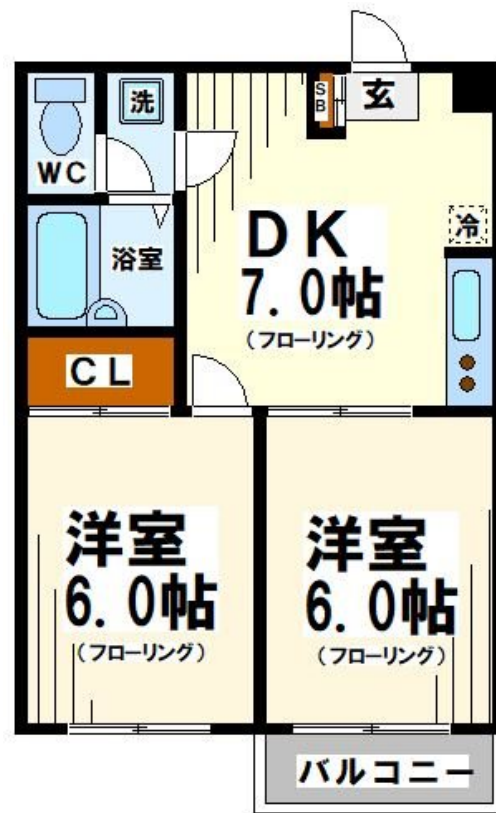 洗
SB
玄
WC
浴室
冷
DK
7.0帖
(フローリング)
CL
洋室
6.0帖
(フローリング)
洋室
6.0帖
(フローリング)
バルコニー